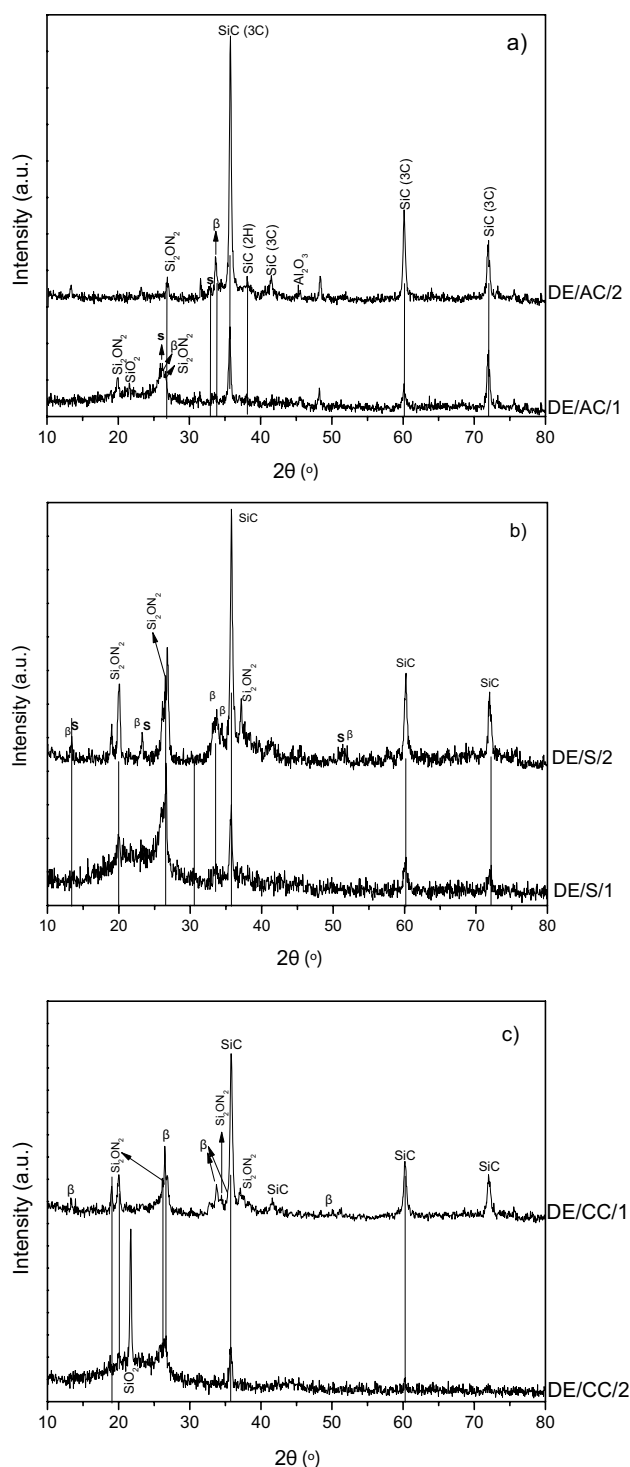 a)
SiC (3C)
SiC (3C)
SiC (3C)
β
SiC (2H)
SiC (3C)
Si₂ON₂
s
Al₂O₃
DE/AC/2
s
β
Si₂ON₂
SiO₂
Si₂ON₂
DE/AC/1
Intensity (a.u.)
10 20 30 40 50 60 70 80
2θ (°)
b)
SiC
Si₂ON₂
Si₂ON₂
SiC
SiC
Si₂ON₂
β
β
β s
β s
s β
DE/S/2
DE/S/1
Intensity (a.u.)
10 20 30 40 50 60 70 80
2θ (°)
c)
SiC
Si₂ON₂
Si₂ON₂
β
β
Si₂ON₂
SiC
SiC
SiC
β
β
DE/CC/1
SiO₂
DE/CC/2
Intensity (a.u.)
10 20 30 40 50 60 70 80
2θ (°)